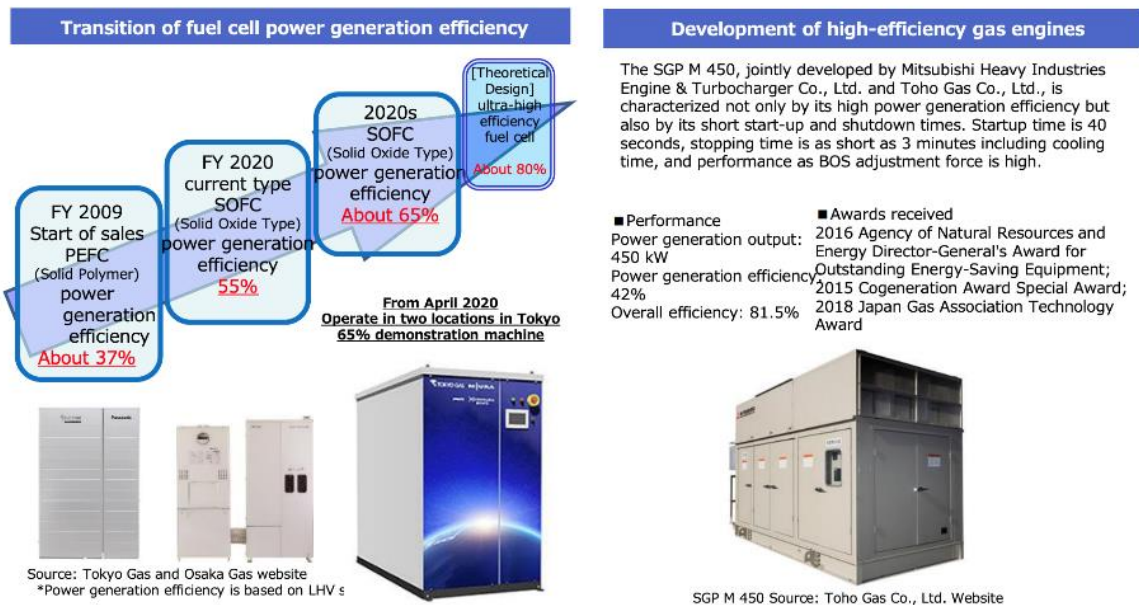 Transition of fuel cell power generation efficiency
FY 2009
Start of sales
PEFC
(Solid Polymer)
power
generation
efficiency
About 37%
FY 2020
current type
SOFC
(Solid Oxide Type)
power generation
efficiency
55%
2020s
SOFC
(Solid Oxide Type)
power generation
efficiency
About 65%
[Theoretical
Design]
ultra-high
efficiency
fuel cell
About 80%
From April 2020
Operate in two locations in Tokyo
65% demonstration machine
Panasonic
TOKYO GAS MIURA
Source: Tokyo Gas and Osaka Gas website
*Power generation efficiency is based on LHV s
Development of high-efficiency gas engines
The SGP M 450, jointly developed by Mitsubishi Heavy Industries
Engine & Turbocharger Co., Ltd. and Toho Gas Co., Ltd., is
characterized not only by its high power generation efficiency but
also by its short start-up and shutdown times. Startup time is 40
seconds, stopping time is as short as 3 minutes including cooling
time, and performance as BOS adjustment force is high.
■Performance
Power generation output:
450 kW
Power generation efficiency
42%
Overall efficiency: 81.5%
■Awards received
2016 Agency of Natural Resources and
Energy Director-General's Award for
Outstanding Energy-Saving Equipment;
2015 Cogeneration Award Special Award;
2018 Japan Gas Association Technology
Award
SGP M 450 Source: Toho Gas Co., Ltd. Website